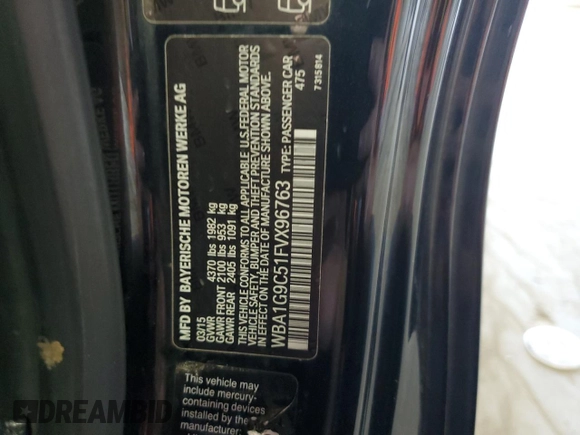 MFD BY BAYERISCHE MOTOREN WERKE AG
03/15
GVWR 4370 lbs 1982 kg
GAWR FRONT 2100 lbs 953 kg
GAWR REAR 2405 lbs 1091 kg
THIS VEHICLE CONFORMS TO ALL APPLICABLE U.S. FEDERAL MOTOR
VEHICLE SAFETY, BUMPER AND THEFT PREVENTION STANDARDS
IN EFFECT ON THE DATE OF MANUFACTURE SHOWN ABOVE.
WBA1G9C51FVX96763 TYPE: PASSENGER CAR
475
7315814
This vehicle may
include mercury-
containing devices
installed by the
manufacturer
DREAMBID